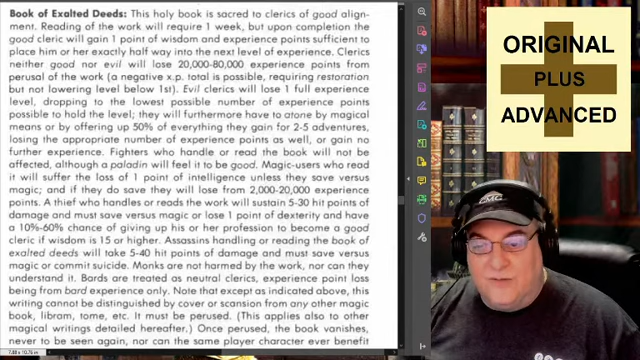 Book of Exalted Deeds: This holy book is sacred to clerics of good align-
ment. Reading of the work will require 1 week, but upon completion the
good cleric will gain 1 point of wisdom and experience points sufficient to
place him or her exactly half way into the next level of experience. Clerics
neither good nor evil will lose 20,000-80,000 experience points from
perusal of the work (a negative x.p. total is possible, requiring restoration
but not lowering level below 1st). Evil clerics will lose 1 full experience
level, dropping to the lowest possible number of experience points
possible to hold the level; they will furthermore have to atone by magical
means or by offering up 50% of everything they gain for 2-5 adventures,
losing the appropriate number of experience points as well, or gain no
further experience. Fighters who handle or read the book will not be
affected, although a paladin will feel it to be good. Magic-users who read
it will suffer the loss of 1 point of intelligence unless they save versus
magic; and if they do save they will lose from 2,000-20,000 experience
points. A thief who handles or reads the work will sustain 5-30 hit points of
damage and must save versus magic or lose 1 point of dexterity and have
a 10%-60% chance of giving up his or her profession to become a good
cleric if wisdom is 15 or higher. Assassins handling or reading the book of
exalted deeds will take 5-40 hit points of damage and must save versus
magic or commit suicide. Monks are not harmed by the work, nor can they
understand it. Bards are treated as neutral clerics, experience point loss
being from bard experience only. Note that except as indicated above, this
writing cannot be distinguished by cover or scansion from any other magic
book, libram, tome, etc. It must be perused. (This applies also to other
magical writings detailed hereafter.) Once perused, the book vanishes,
never to be seen again, nor can the same player character ever benefit
7.88 x 10.76 in
ORIGINAL
PLUS
ADVANCED
GMC